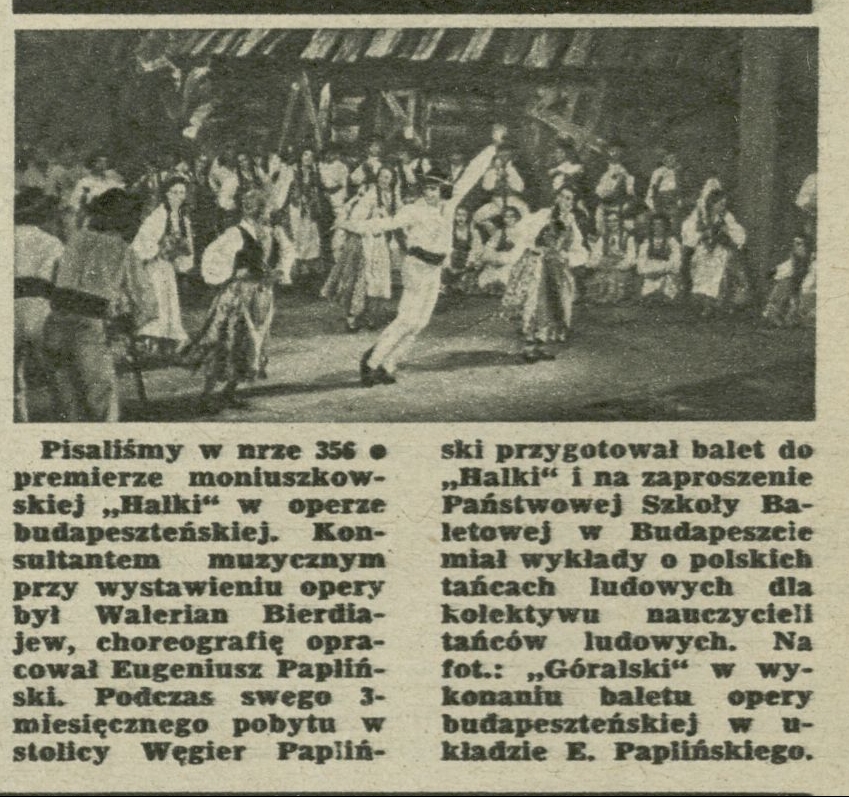 Pisaliśmy w nrze 356 o
premierze moniuszkow-
skiej „Halki“ w operze
budapeszteńskiej. Kon-
sultantem muzycznym
przy wystawieniu opery
był Walerian Bierdia-
jew, choreografię opra-
cował Eugeniusz Papliń-
ski. Podczas swego 3-
miesięcznego pobytu w
stolicy Węgier Papliń-
ski przygotował balet do
„Halki“ i na zaproszenie
Państwowej Szkoły Ba-
letowej w Budapeszcie
miał wykłady o polskich
tańcach ludowych dla
kolektywu nauczycieli
tańców ludowych. Na
fot.: „Góralski“ w wy-
konaniu baletu opery
budapeszteńskiej w u-
kładzie E. Paplińskiego.